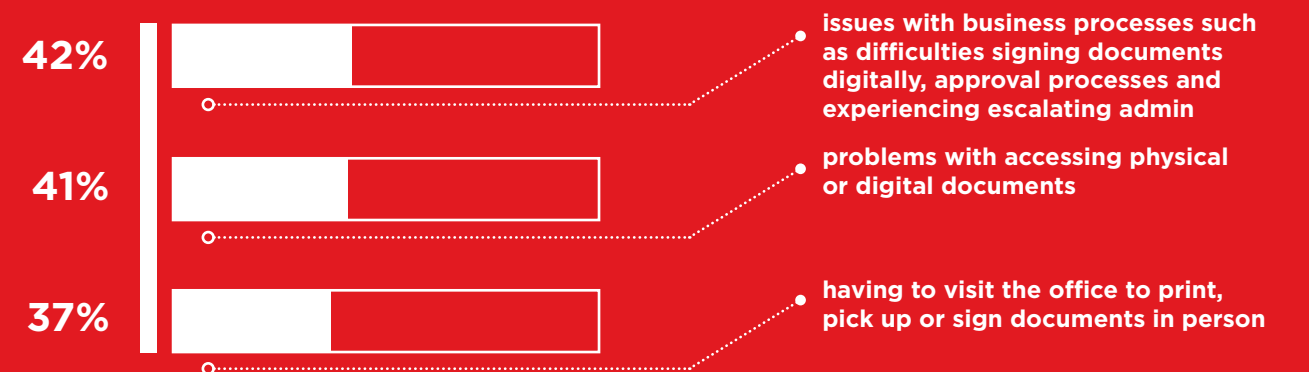 42%
issues with business processes such
as difficulties signing documents
digitally, approval processes and
experiencing escalating admin
41%
problems with accessing physical
or digital documents
37%
having to visit the office to print,
pick up or sign documents in person